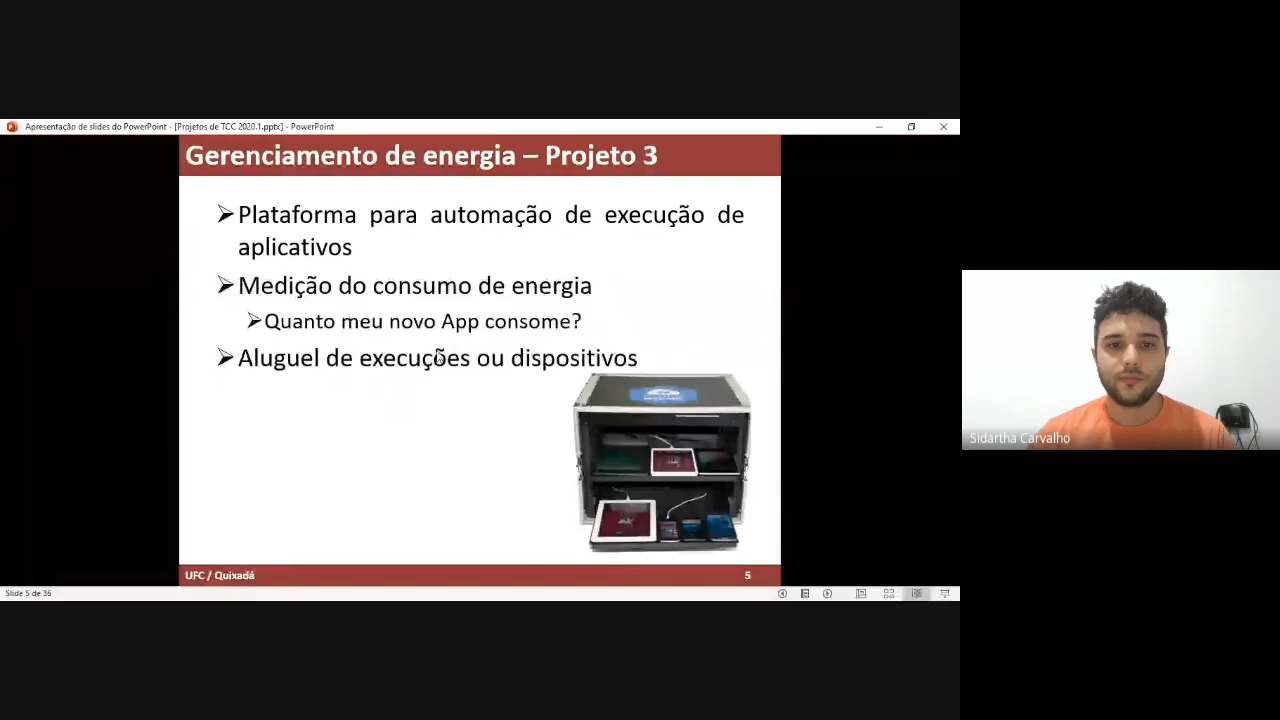 Apresentação de slides do PowerPoint - [Projetos de TCC 2020.1.pptx] - PowerPoint
Gerenciamento de energia – Projeto 3
Plataforma para automação de execução de
aplicativos
Medição do consumo de energia
Quanto meu novo App consome?
Aluguel de execuções ou dispositivos
UFC / Quixadá
5
Slide 5 de 36
Sidartha Carvalho